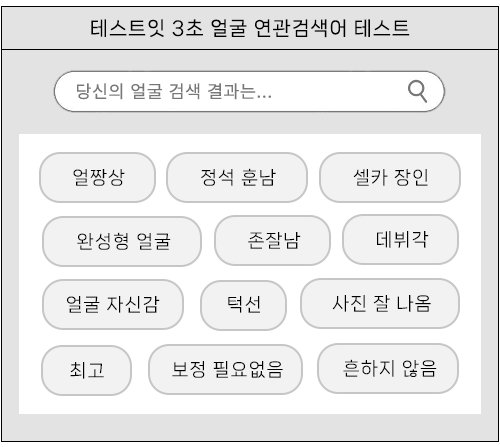 테스트잇 3초 얼굴 연관검색어 테스트
당신의 얼굴 검색 결과는...
얼짱상 정석 훈남 셀카 장인
완성형 얼굴 존잘남 데뷔각
얼굴 자신감 턱선 사진 잘 나옴
최고 보정 필요없음 흔하지 않음